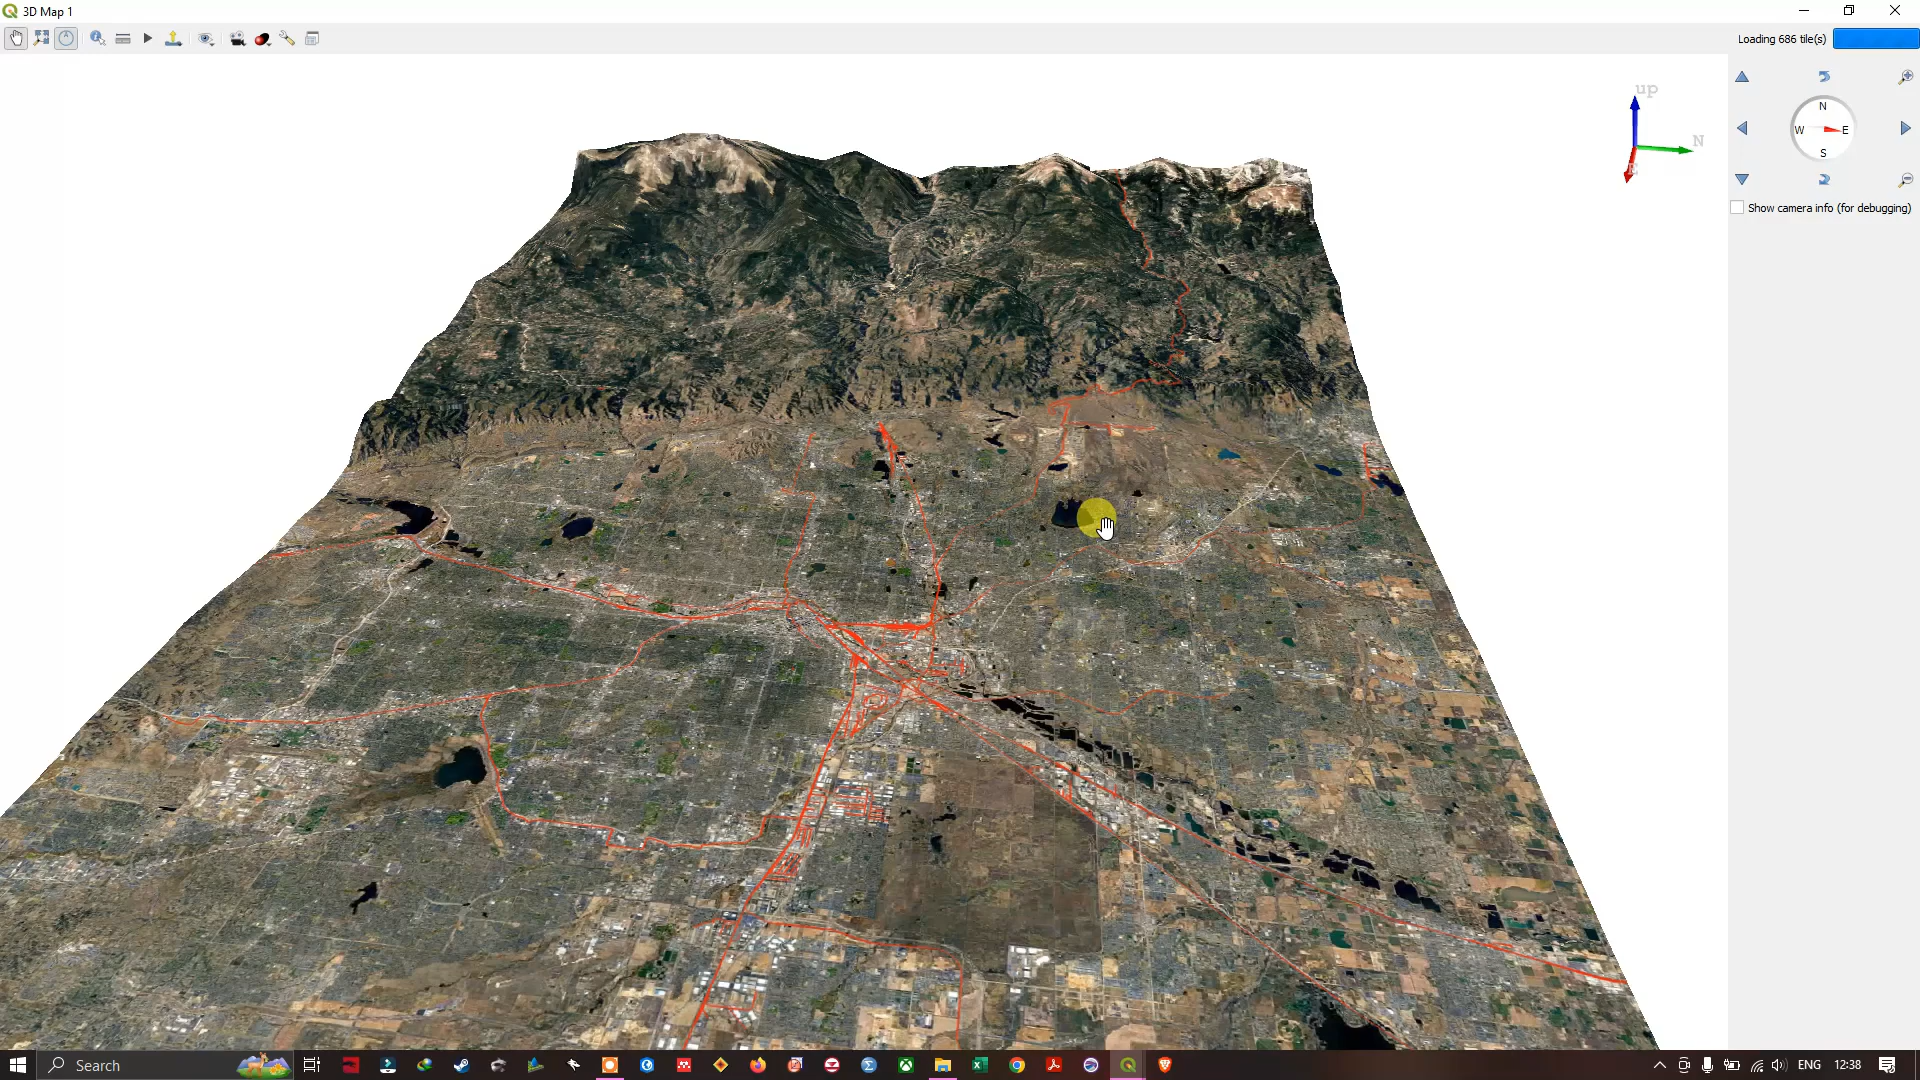 3D Map 1
Loading 686 tile(s)
up
N
E
N
W E
S
Show camera info (for debugging)
Search
ENG 12:38